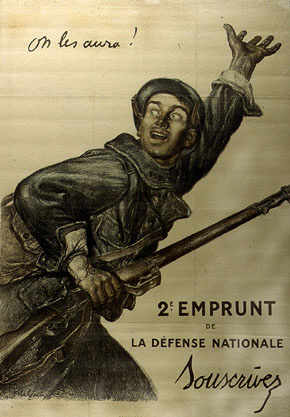 On les aura !
2E EMPRUNT
DE
LA DÉFENSE NATIONALE
Souscrivez